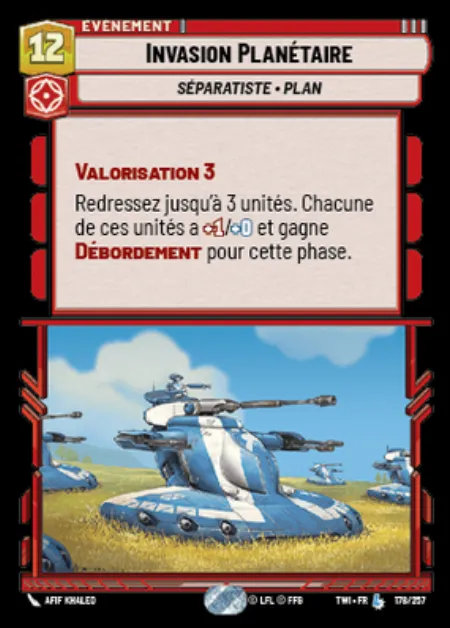 ÉVÉNEMENT
12
INVASION PLANÉTAIRE
SÉPARATISTE • PLAN
VALORISATION 3
Redressez jusqu'à 3 unités. Chacune
de ces unités a +1/+0 et gagne
DÉBORDEMENT pour cette phase.
AFIF KHALED
© LFL © FFG
TWI • FR
178/257